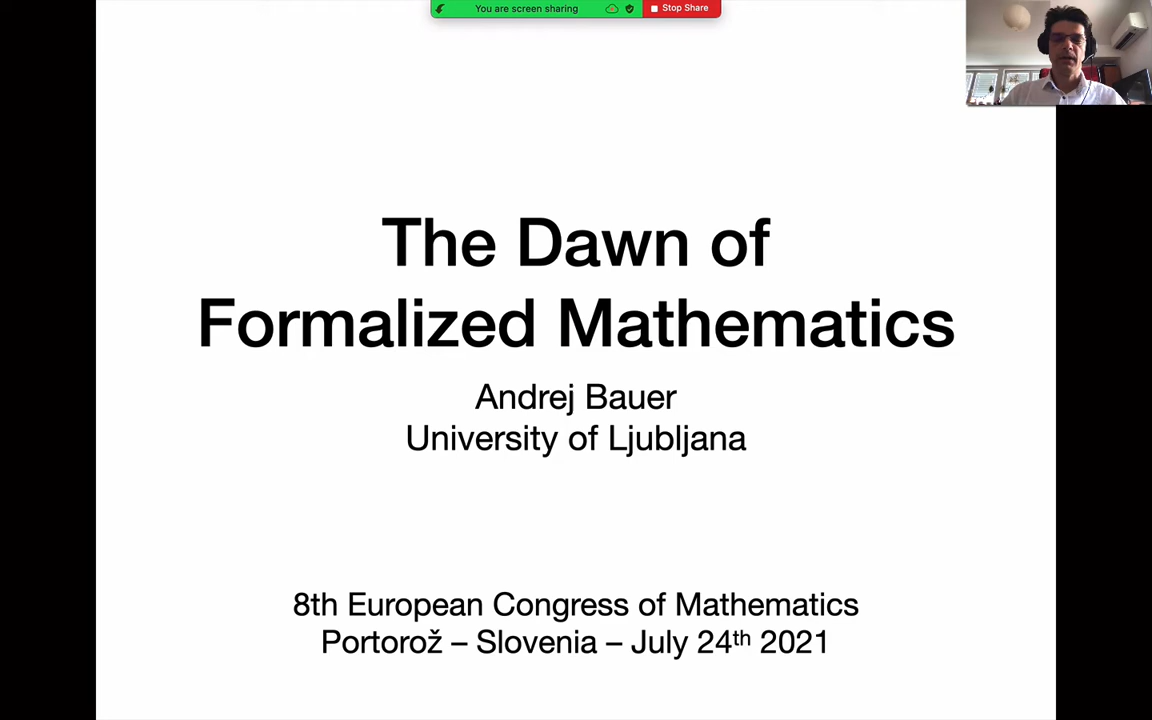 You are screen sharing
Stop Share
The Dawn of
Formalized Mathematics
Andrej Bauer
University of Ljubljana
8th European Congress of Mathematics
Portorož – Slovenia – July 24th 2021